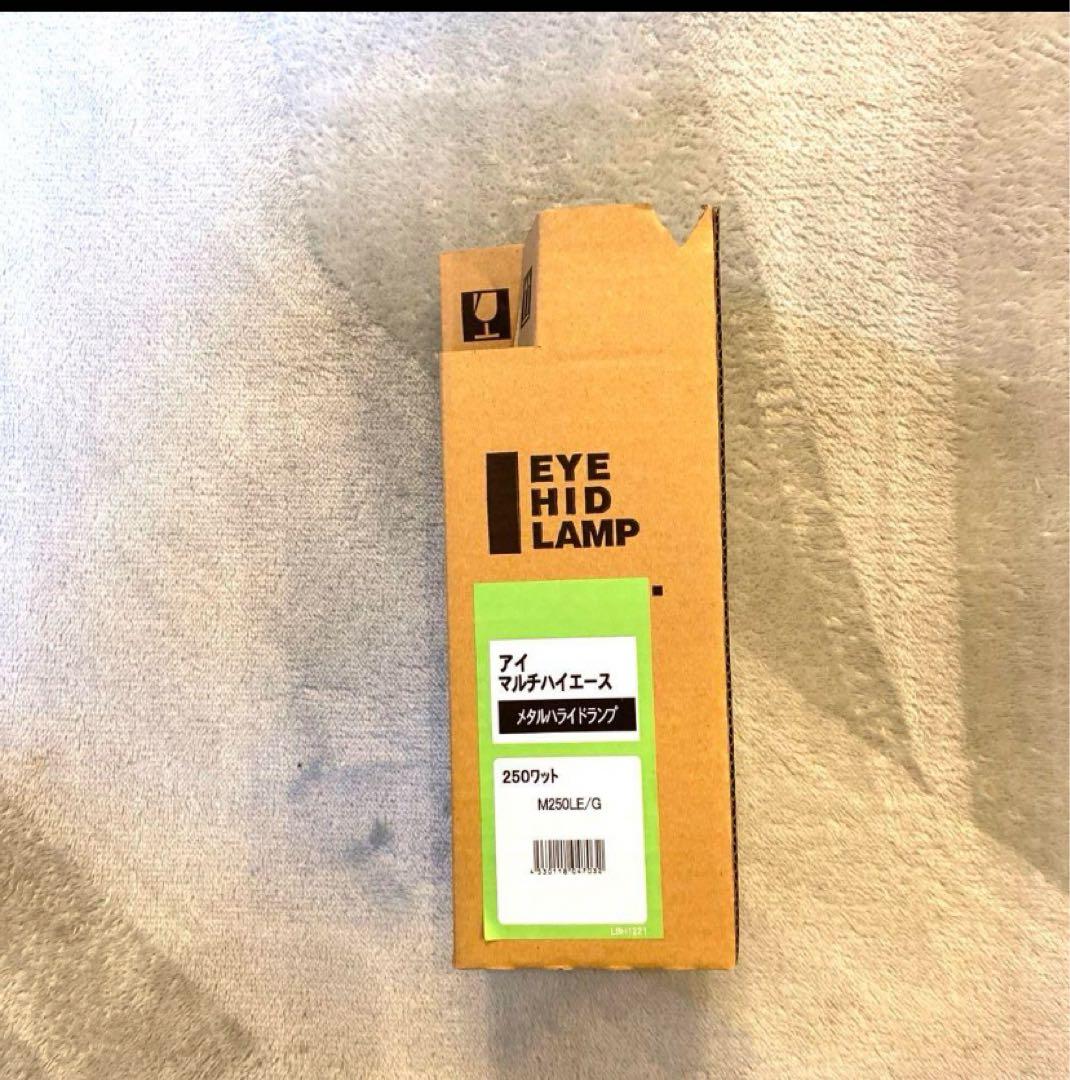 EYE
HID
LAMP
アイ
マルチハイエース
メタルハライドランプ
250ワット
M250LE/G
LBH1221